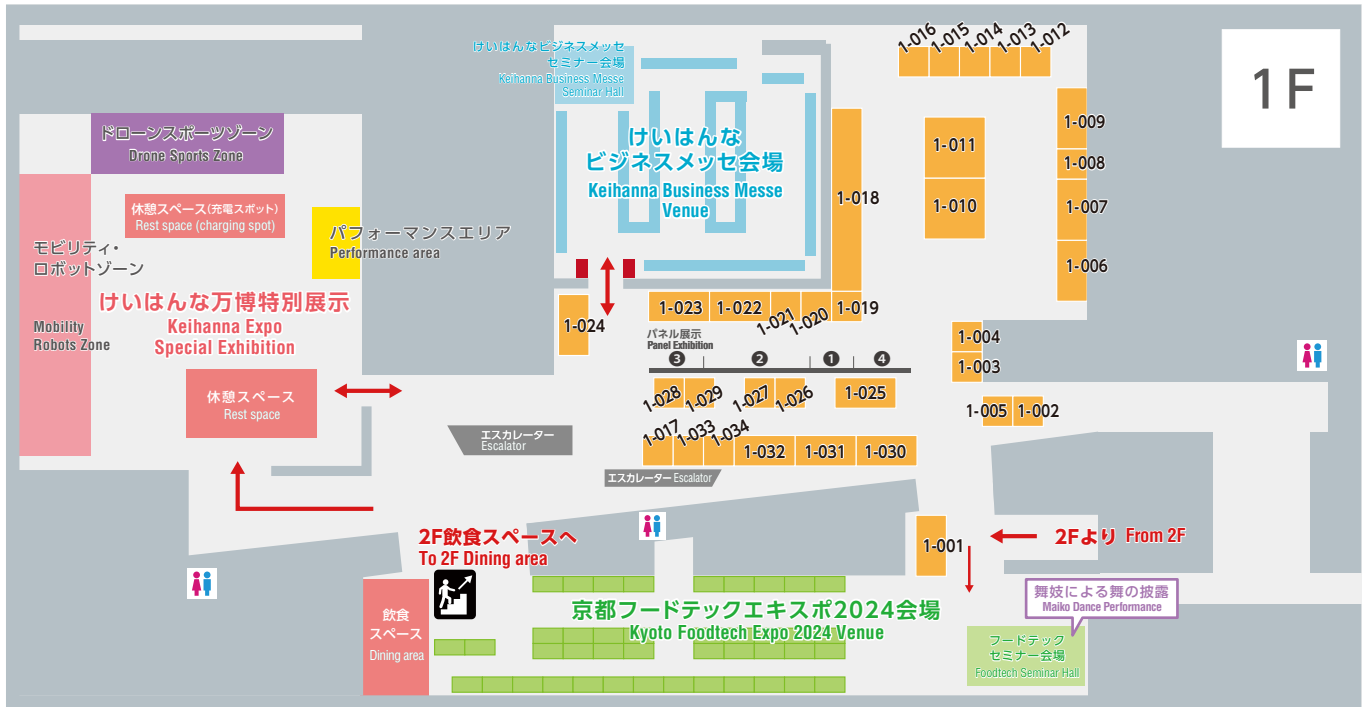 1F
けいはんなビジネスメッセ
セミナー会場
Keihanna Business Messe
Seminar Hall
1-016
1-015
1-014
1-013
1-012
ドローンスポーツゾーン
Drone Sports Zone
けいはんな
ビジネスメッセ会場
Keihanna Business Messe
Venue
1-009
1-011
1-008
1-018
1-010
1-007
1-006
休憩スペース(充電スポット)
Rest space (charging spot)
パフォーマンスエリア
Performance area
モビリティ・
ロボットゾーン
Mobility
Robots Zone
けいはんな万博特別展示
Keihanna Expo
Special Exhibition
1-024
1-023
1-022
1-021
1-020
1-019
パネル展示
Panel Exhibition
❸
❷
❶
❹
1-004
1-003
休憩スペース
Rest space
1-028
1-029
1-027
1-026
1-025
1-005
1-002
エスカレーター
Escalator
1-017
1-033
1-034
1-032
1-031
1-030
エスカレーター Escalator
2F飲食スペースへ
To 2F Dining area
1-001
2Fより From 2F
舞妓による舞の披露
Maiko Dance Performance
飲食
スペース
Dining area
京都フードテックエキスポ2024会場
Kyoto Foodtech Expo 2024 Venue
フードテック
セミナー会場
Foodtech Seminar Hall